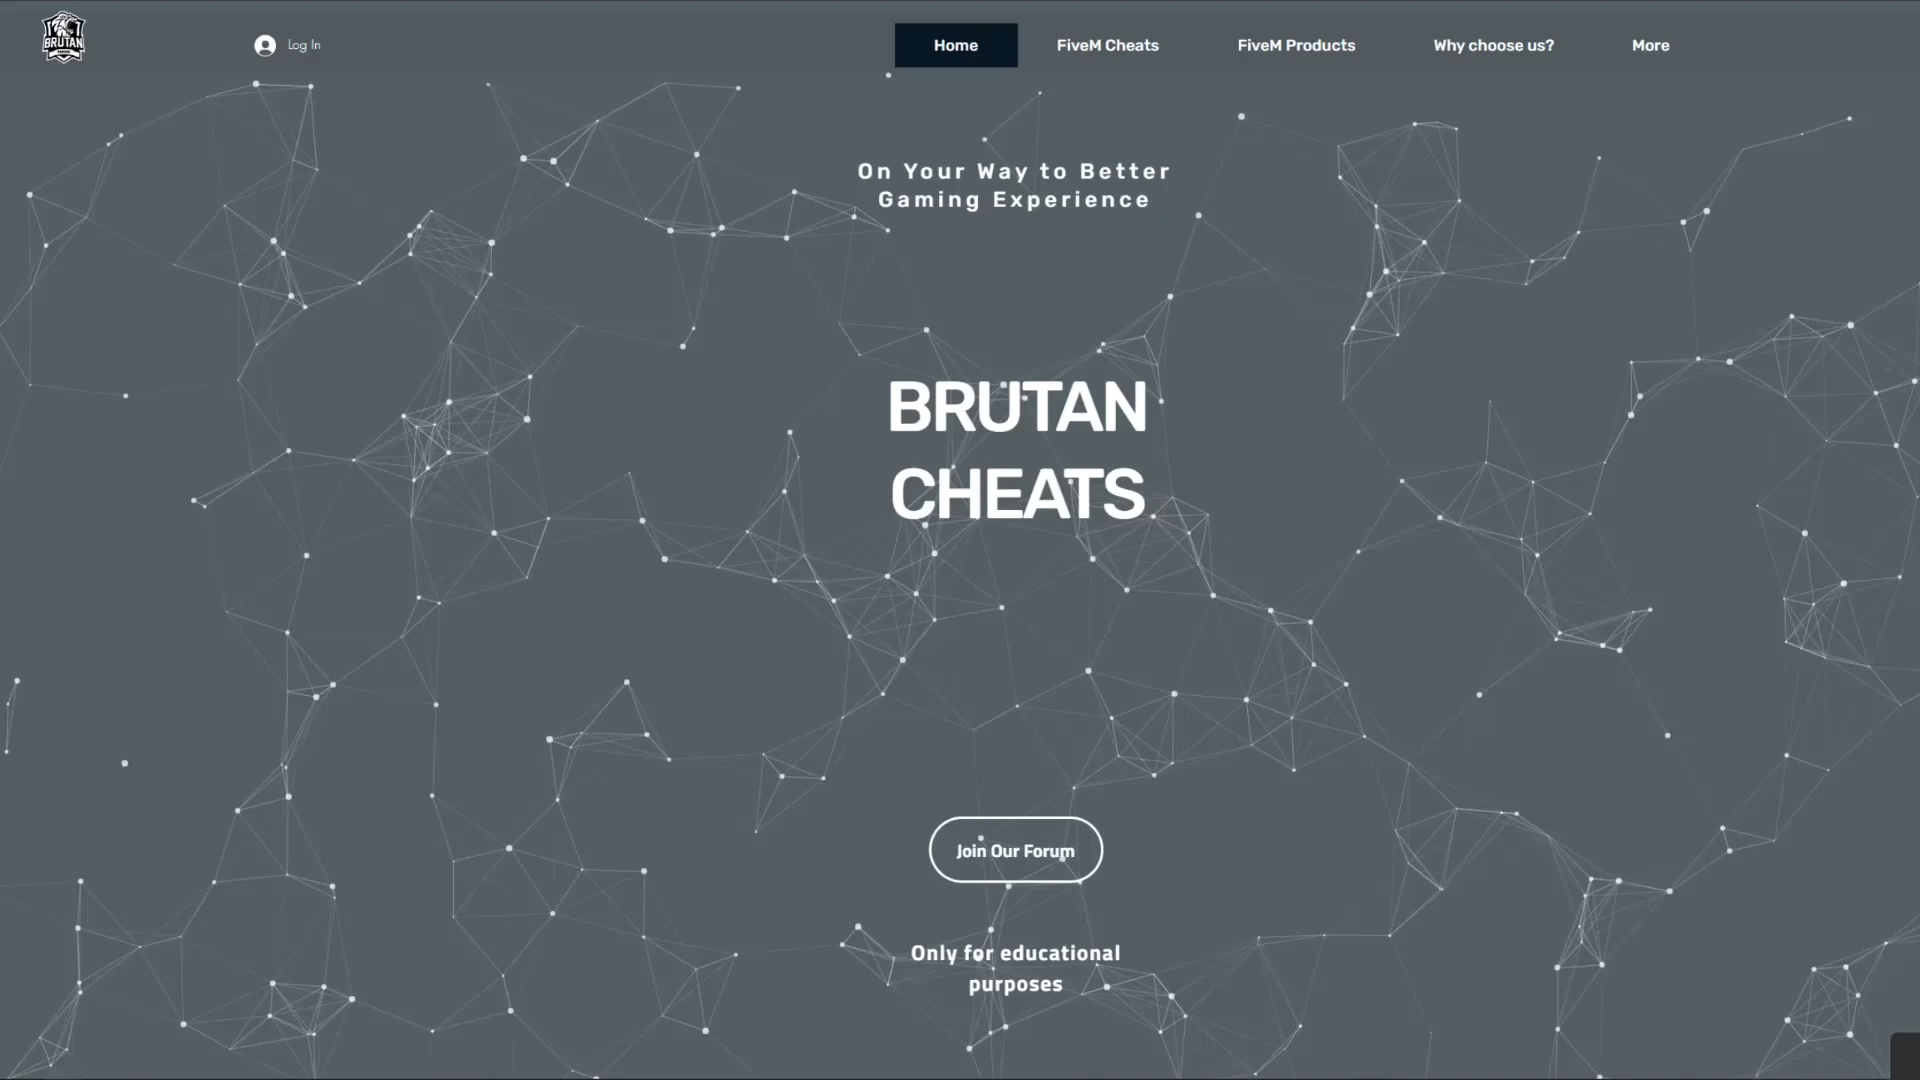 BRUTAN
Log In
Home
FiveM Cheats
FiveM Products
Why choose us?
More
On Your Way to Better
Gaming Experience
BRUTAN
CHEATS
Join Our Forum
Only for educational
purposes